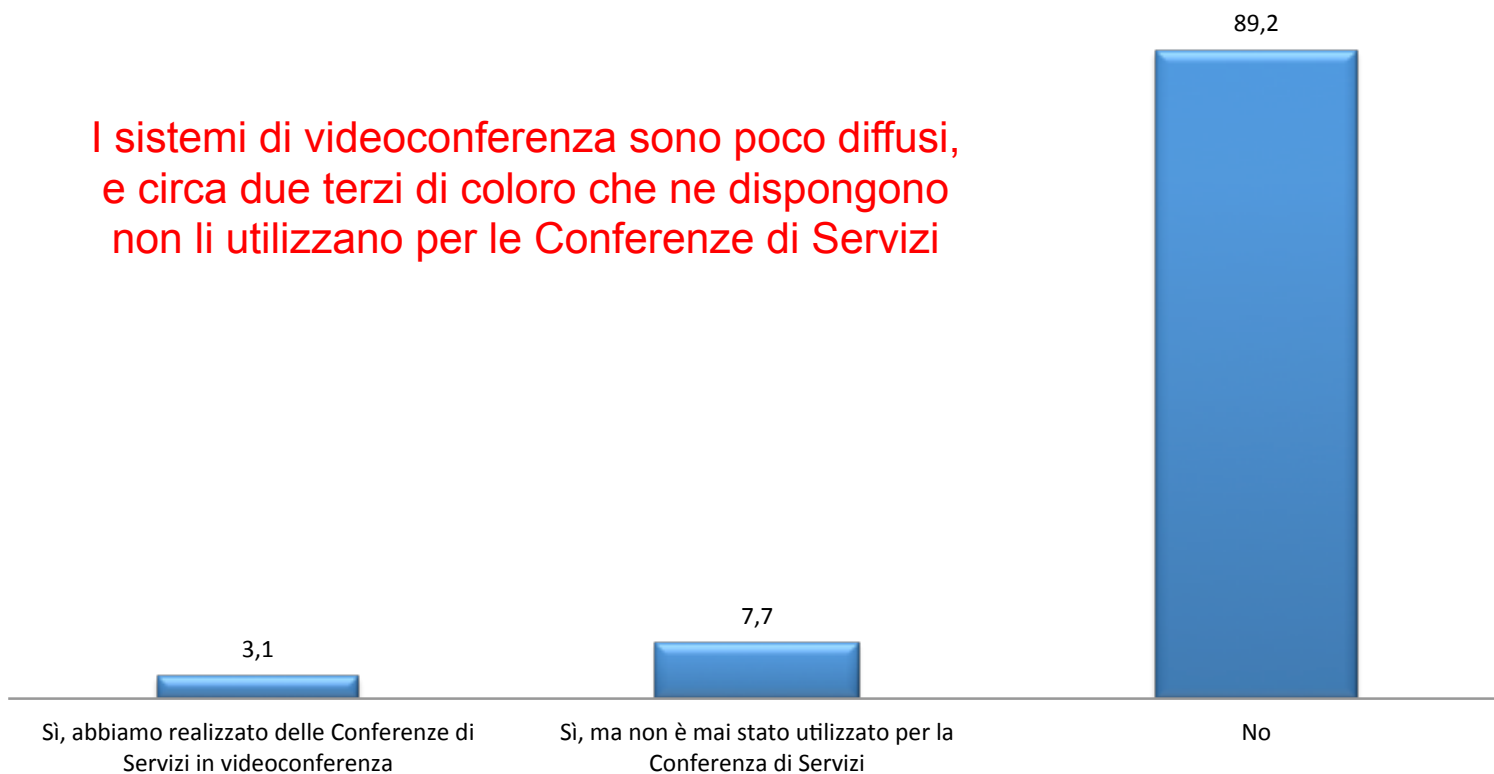 89,2
I sistemi di videoconferenza sono poco diffusi,
e circa due terzi di coloro che ne dispongono
non li utilizzano per le Conferenze di Servizi
7,7
3,1
Sì, abbiamo realizzato delle Conferenze di
Servizi in videoconferenza
Sì, ma non è mai stato utilizzato per la
Conferenza di Servizi
No